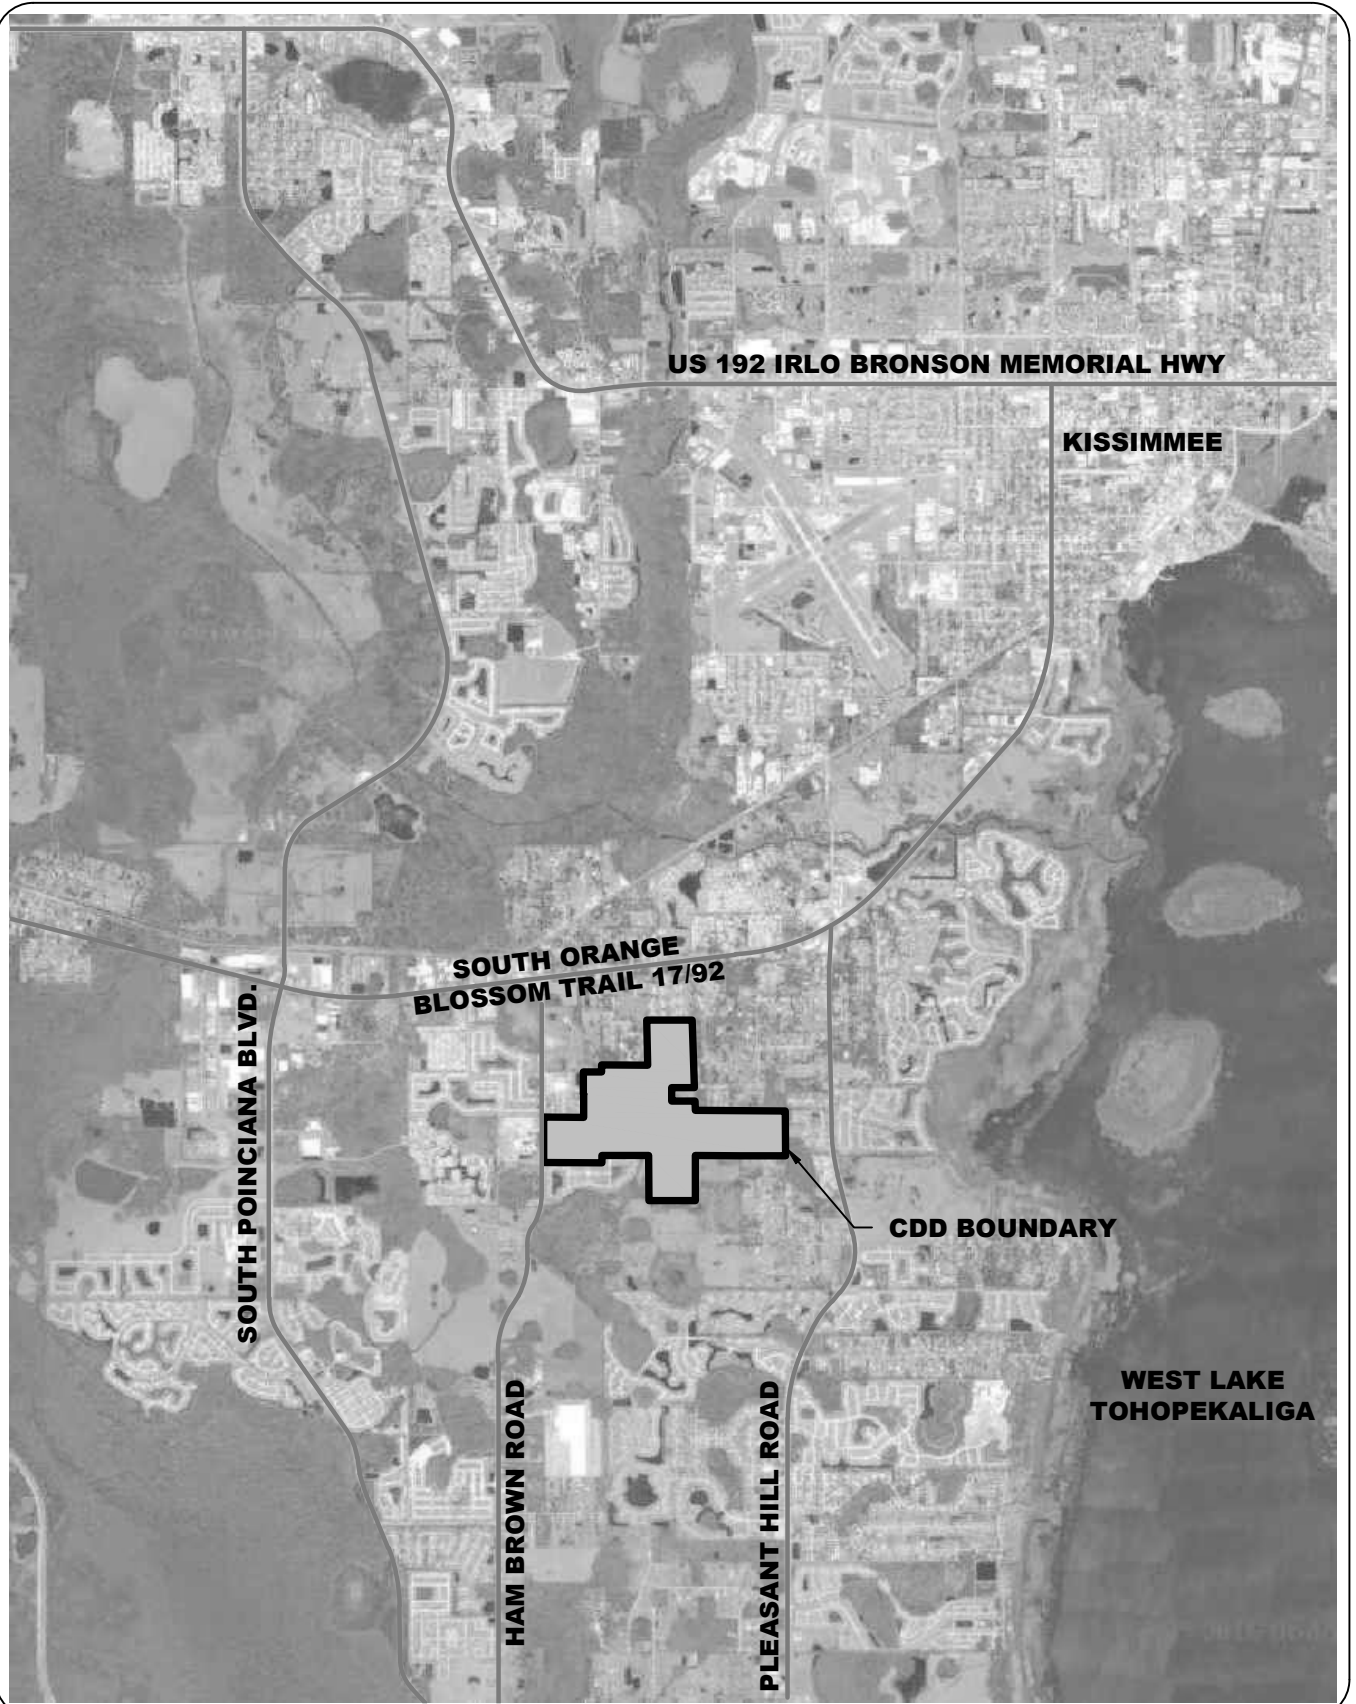 US 192 IRLO BRONSON MEMORIAL HWY
KISSIMMEE
SOUTH ORANGE
BLOSSOM TRAIL 17/92
SOUTH POINCIANA BLVD.
CDD BOUNDARY
WEST LAKE
TOHOPEKALIGA
HAM BROWN ROAD
PLEASANT HILL ROAD